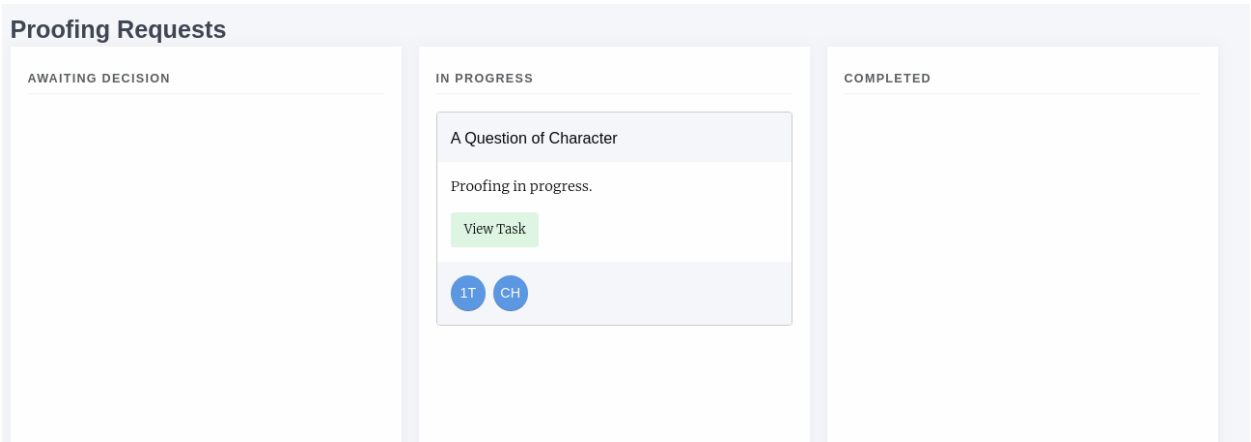 Proofing Requests
AWAITING DECISION
IN PROGRESS
COMPLETED
A Question of Character
Proofing in progress.
View Task
1T CH